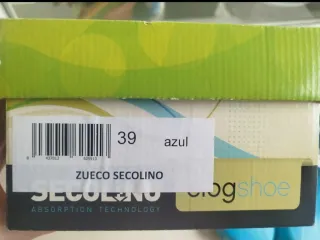 39 azul
ZUECO SECOLINO
SECOLINO clogshoe
ABSORPTION TECHNOLOGY